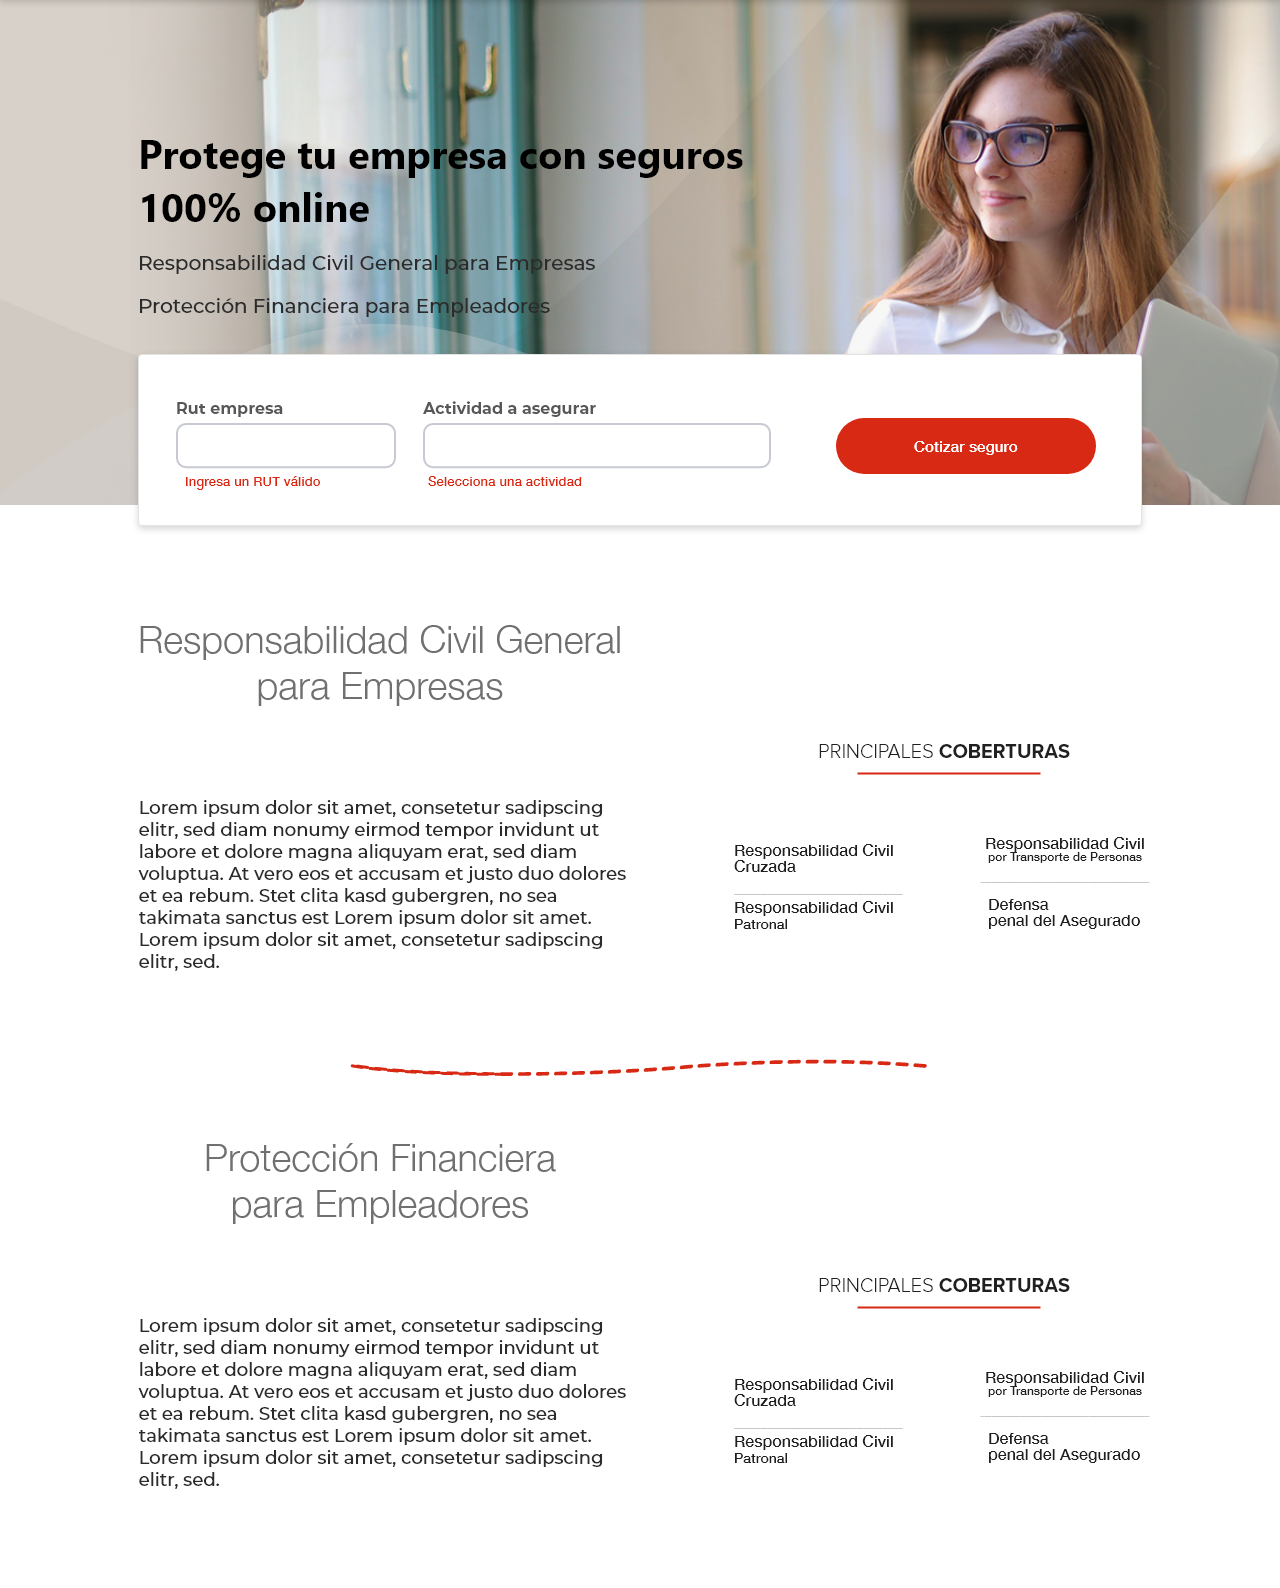 Protege tu empresa con seguros
100% online
Responsabilidad Civil General para Empresas
Protección Financiera para Empleadores
Rut empresa
Ingresa un RUT válido
Actividad a asegurar
Selecciona una actividad
Cotizar seguro
Responsabilidad Civil General
para Empresas
Lorem ipsum dolor sit amet, consetetur sadipscing
elitr, sed diam nonumy eirmod tempor invidunt ut
labore et dolore magna aliquyam erat, sed diam
voluptua. At vero eos et accusam et justo duo dolores
et ea rebum. Stet clita kasd gubergren, no sea
takimata sanctus est Lorem ipsum dolor sit amet.
Lorem ipsum dolor sit amet, consetetur sadipscing
elitr, sed.
PRINCIPALES COBERTURAS
Responsabilidad Civil
Cruzada
Responsabilidad Civil
Patronal
Responsabilidad Civil
por Transporte de Personas
Defensa
penal del Asegurado
Protección Financiera
para Empleadores
Lorem ipsum dolor sit amet, consetetur sadipscing
elitr, sed diam nonumy eirmod tempor invidunt ut
labore et dolore magna aliquyam erat, sed diam
voluptua. At vero eos et accusam et justo duo dolores
et ea rebum. Stet clita kasd gubergren, no sea
takimata sanctus est Lorem ipsum dolor sit amet.
Lorem ipsum dolor sit amet, consetetur sadipscing
elitr, sed.
PRINCIPALES COBERTURAS
Responsabilidad Civil
Cruzada
Responsabilidad Civil
Patronal
Responsabilidad Civil
por Transporte de Personas
Defensa
penal del Asegurado